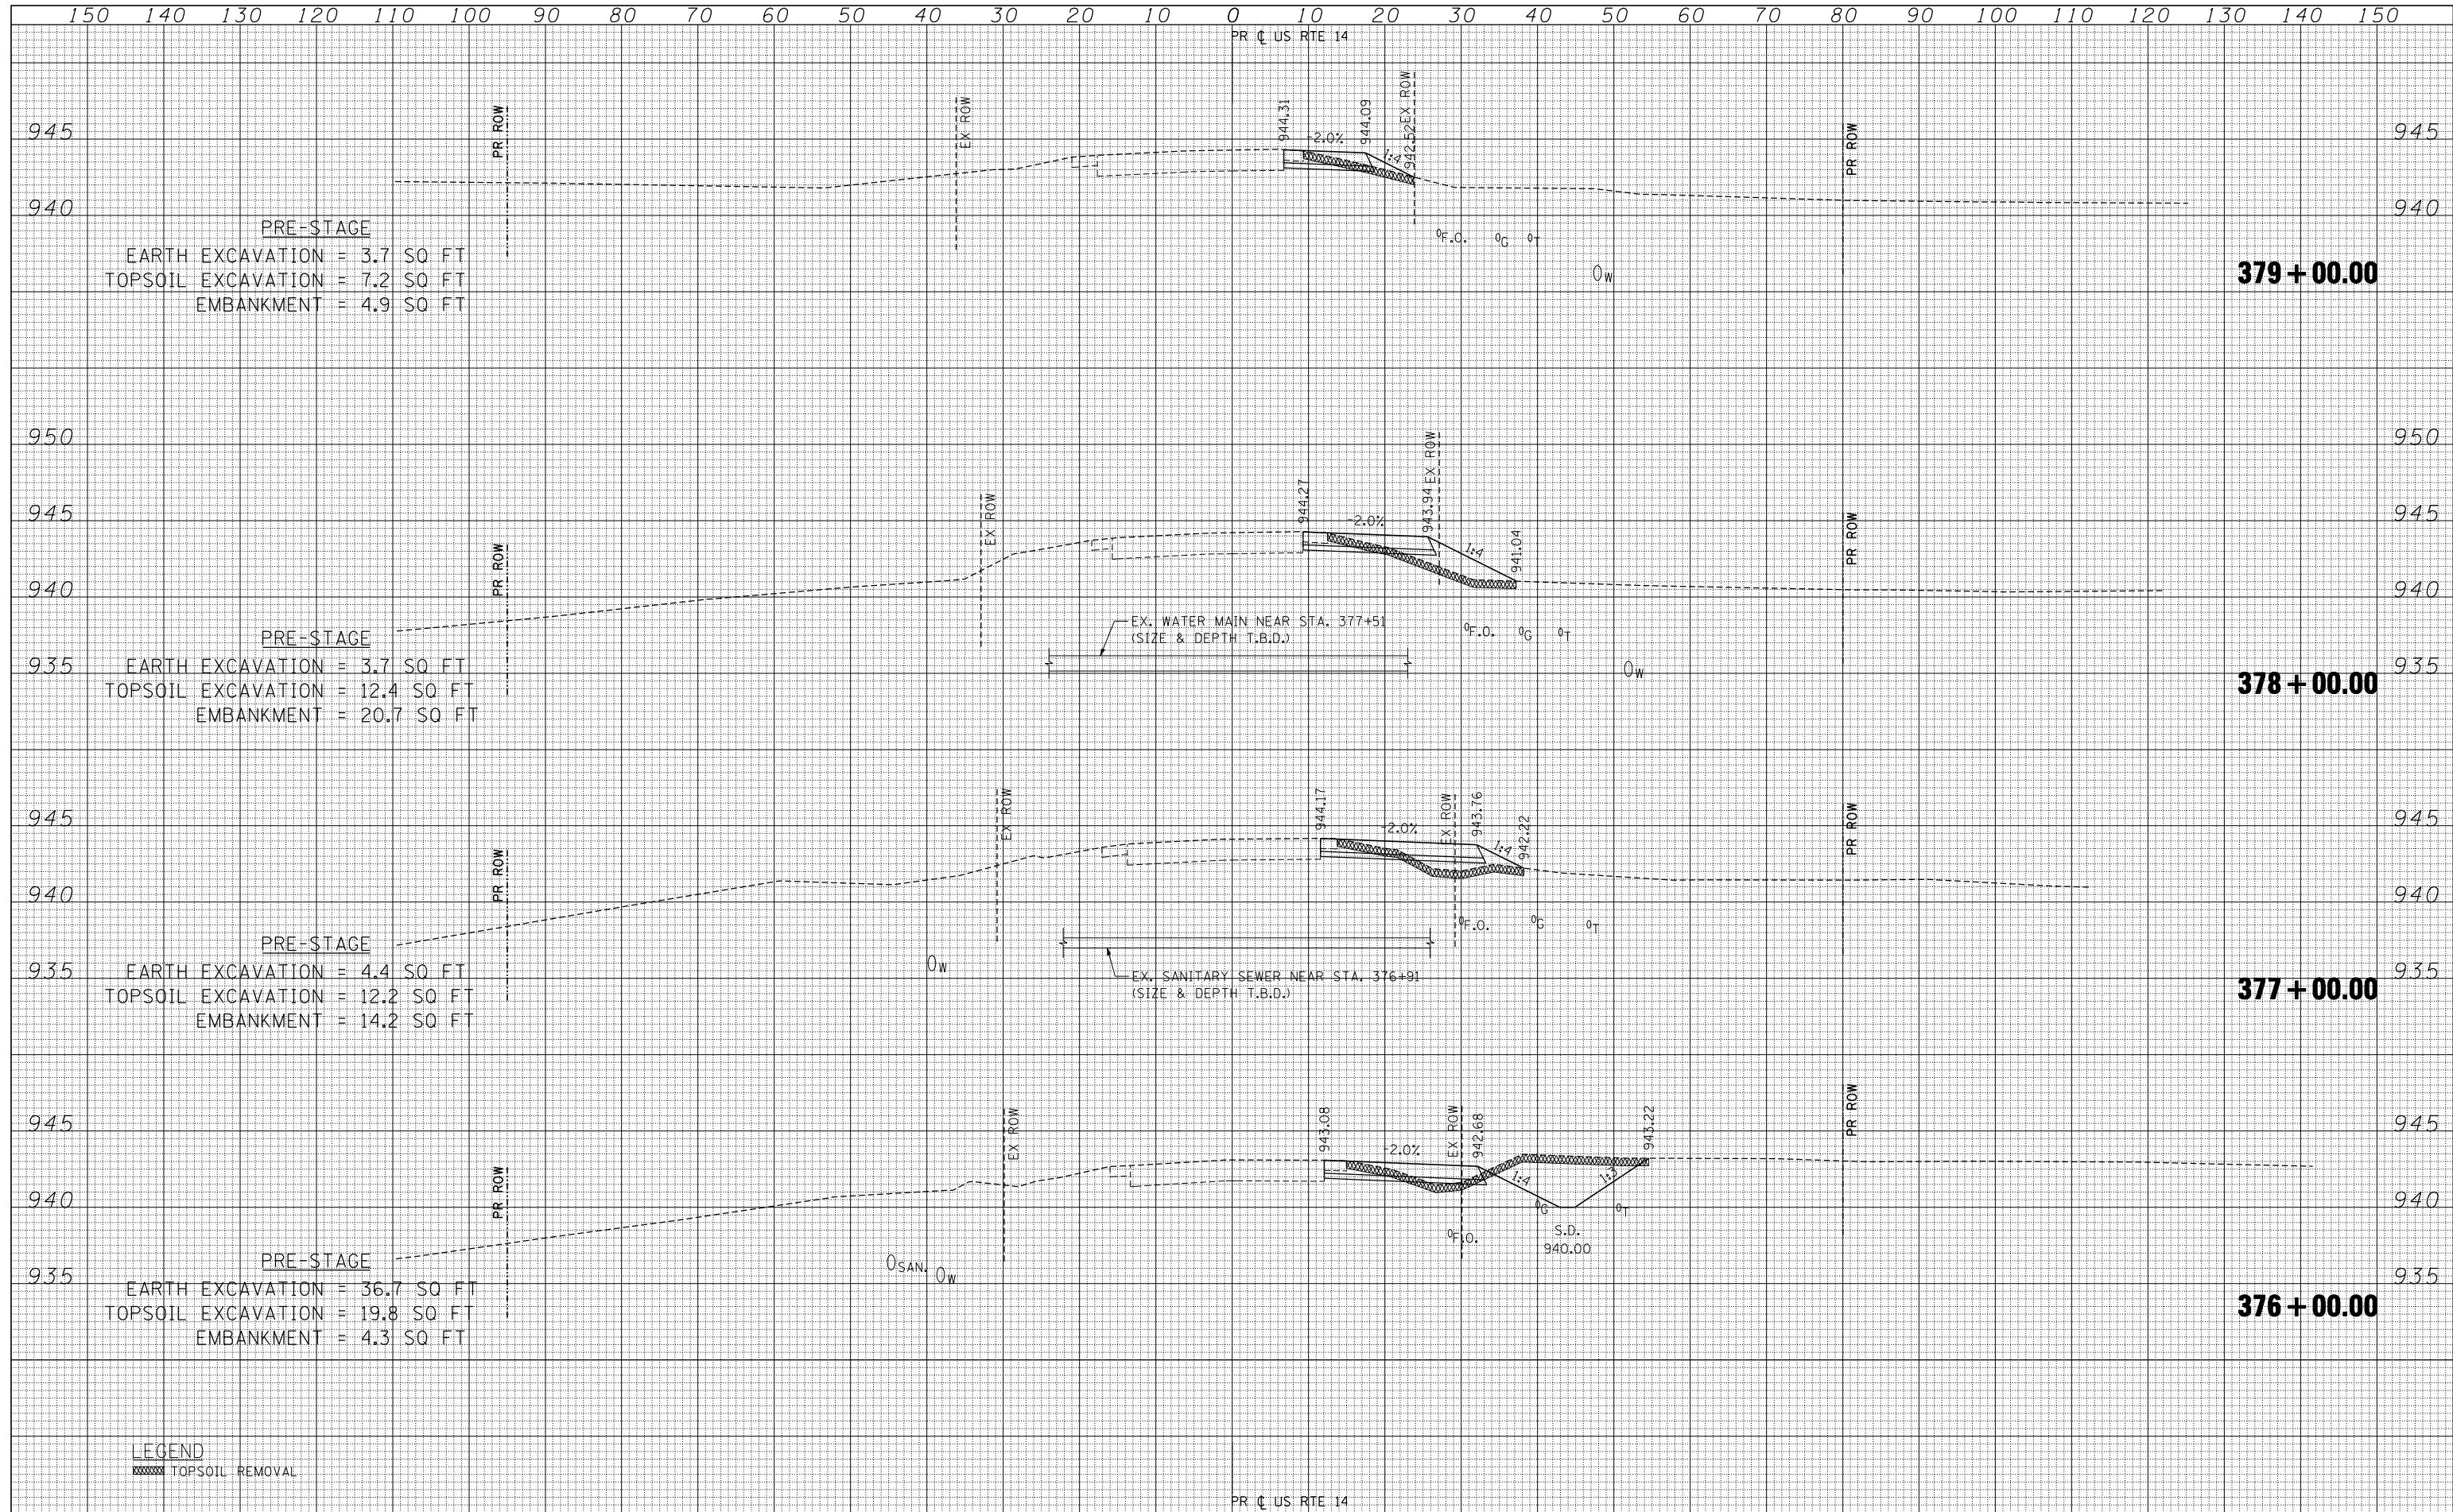 150 140 130 120 110 100 90 80 70 60 50 40 30 20 10 0 10 20 30 40 50 60 70 80 90 100 110 120 130 140 150
PR ℄ US RTE 14
945
PR ROW
EX ROW
944.31
-2.0%
944.09
1:4
942.52
EX ROW
PR ROW
945
940
940
PRE-STAGE
EARTH EXCAVATION = 3.7 SQ FT
TOPSOIL EXCAVATION = 7.2 SQ FT
EMBANKMENT = 4.9 SQ FT
F.O.
G
T
W
379+00.00
950
950
945
PR ROW
EX ROW
944.27
-2.0%
943.94
EX ROW
1:4
941.04
PR ROW
945
940
940
EX. WATER MAIN NEAR STA. 377+51
(SIZE & DEPTH T.B.D.)
F.O.
G
T
W
935
935
PRE-STAGE
EARTH EXCAVATION = 3.7 SQ FT
TOPSOIL EXCAVATION = 12.4 SQ FT
EMBANKMENT = 20.7 SQ FT
378+00.00
945
PR ROW
EX ROW
944.17
-2.0%
EX ROW
943.76
1:4
942.22
PR ROW
945
940
940
F.O.
G
T
W
EX. SANITARY SEWER NEAR STA. 376+91
(SIZE & DEPTH T.B.D.)
935
935
PRE-STAGE
EARTH EXCAVATION = 4.4 SQ FT
TOPSOIL EXCAVATION = 12.2 SQ FT
EMBANKMENT = 14.2 SQ FT
377+00.00
945
PR ROW
EX ROW
943.08
-2.0%
EX ROW
942.68
1:4
1:3
943.22
PR ROW
945
940
940
G
T
F.O.
S.D.
940.00
SAN.
W
935
935
PRE-STAGE
EARTH EXCAVATION = 36.7 SQ FT
TOPSOIL EXCAVATION = 19.8 SQ FT
EMBANKMENT = 4.3 SQ FT
376+00.00
LEGEND
TOPSOIL REMOVAL
PR ℄ US RTE 14